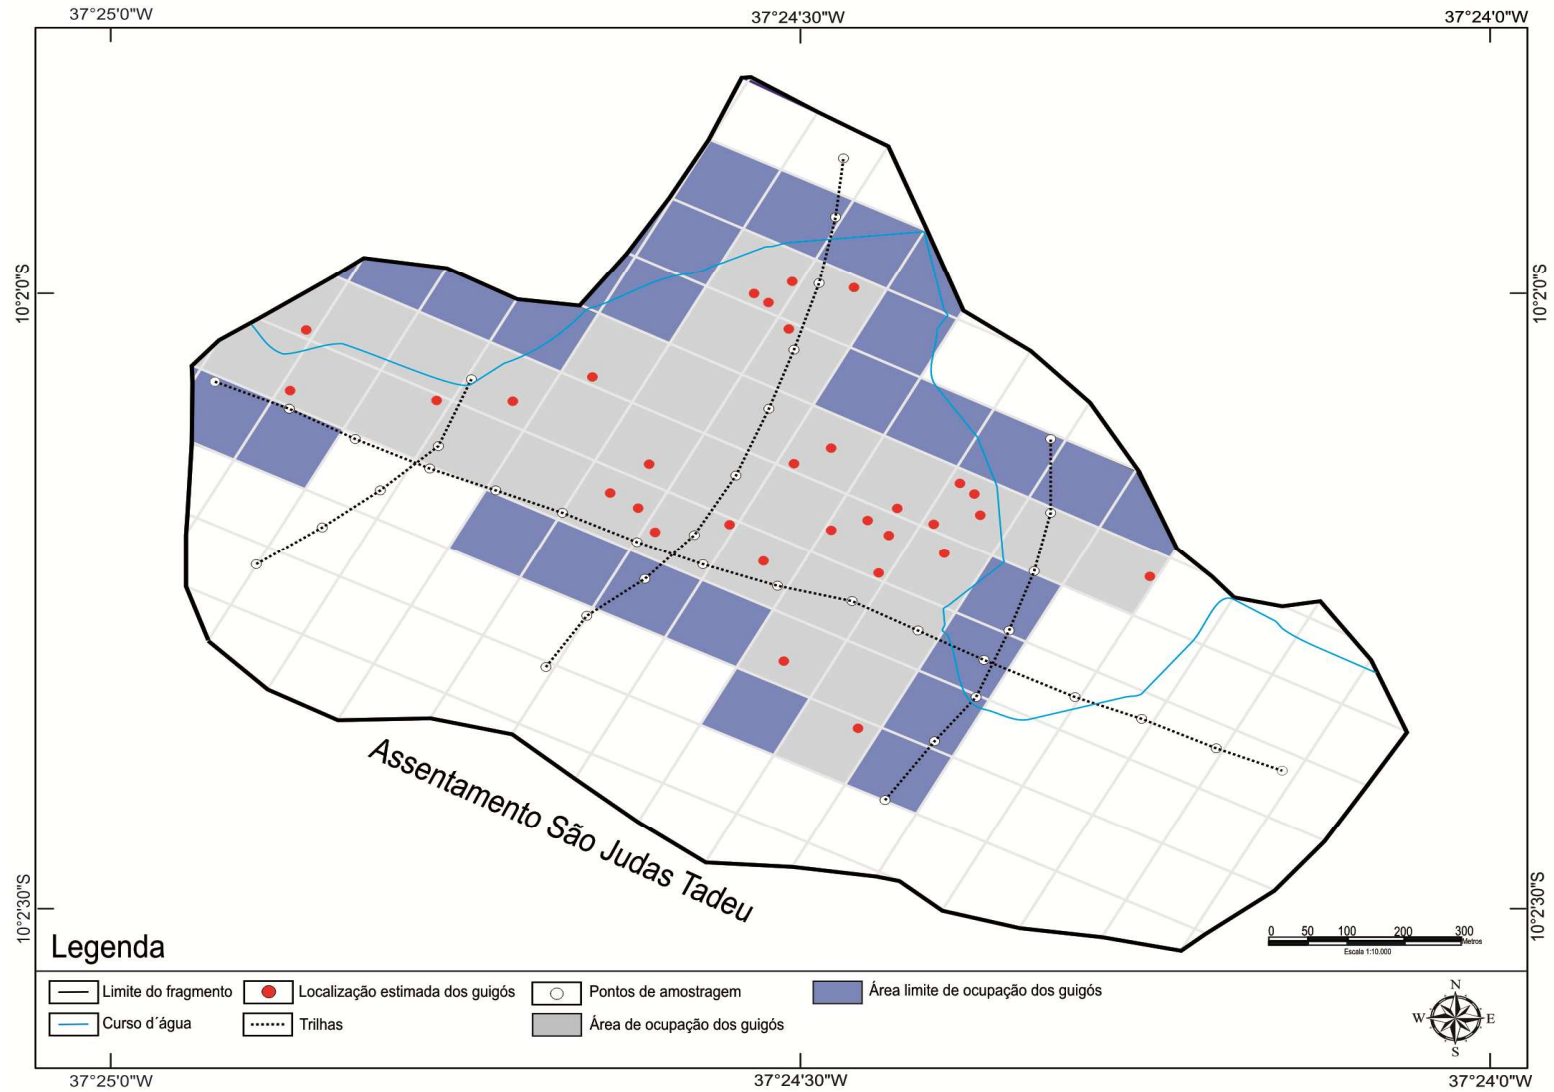 37°25'0"W 37°24'30"W 37°24'0"W
10°2'0"S 10°2'0"S
Assentamento São Judas Tadeu
10°2'30"S 10°2'30"S
0 50 100 200 300
Metros
Escala 1:10.000
Legenda
Limite do fragmento Localização estimada dos guigós Pontos de amostragem Área limite de ocupação dos guigós
Curso d´água Trilhas Área de ocupação dos guigós
N
W E
S
37°25'0"W 37°24'30"W 37°24'0"W